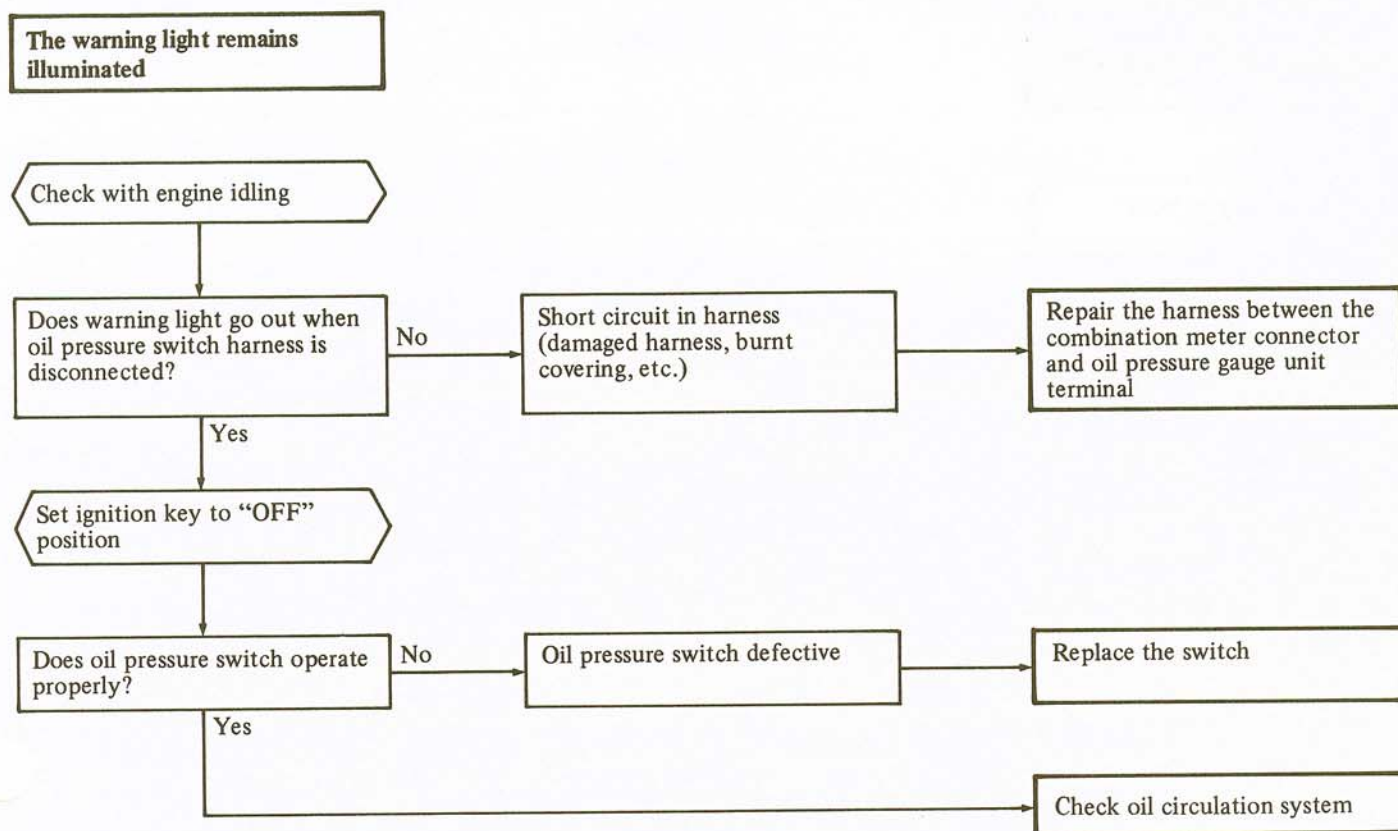 The warning light remains
illuminated
Check with engine idling
Does warning light go out when
oil pressure switch harness is
disconnected?
No
Short circuit in harness
(damaged harness, burnt
covering, etc.)
Repair the harness between the
combination meter connector
and oil pressure gauge unit
terminal
Yes
Set ignition key to “OFF”
position
Does oil pressure switch operate
properly?
No
Oil pressure switch defective
Replace the switch
Yes
Check oil circulation system